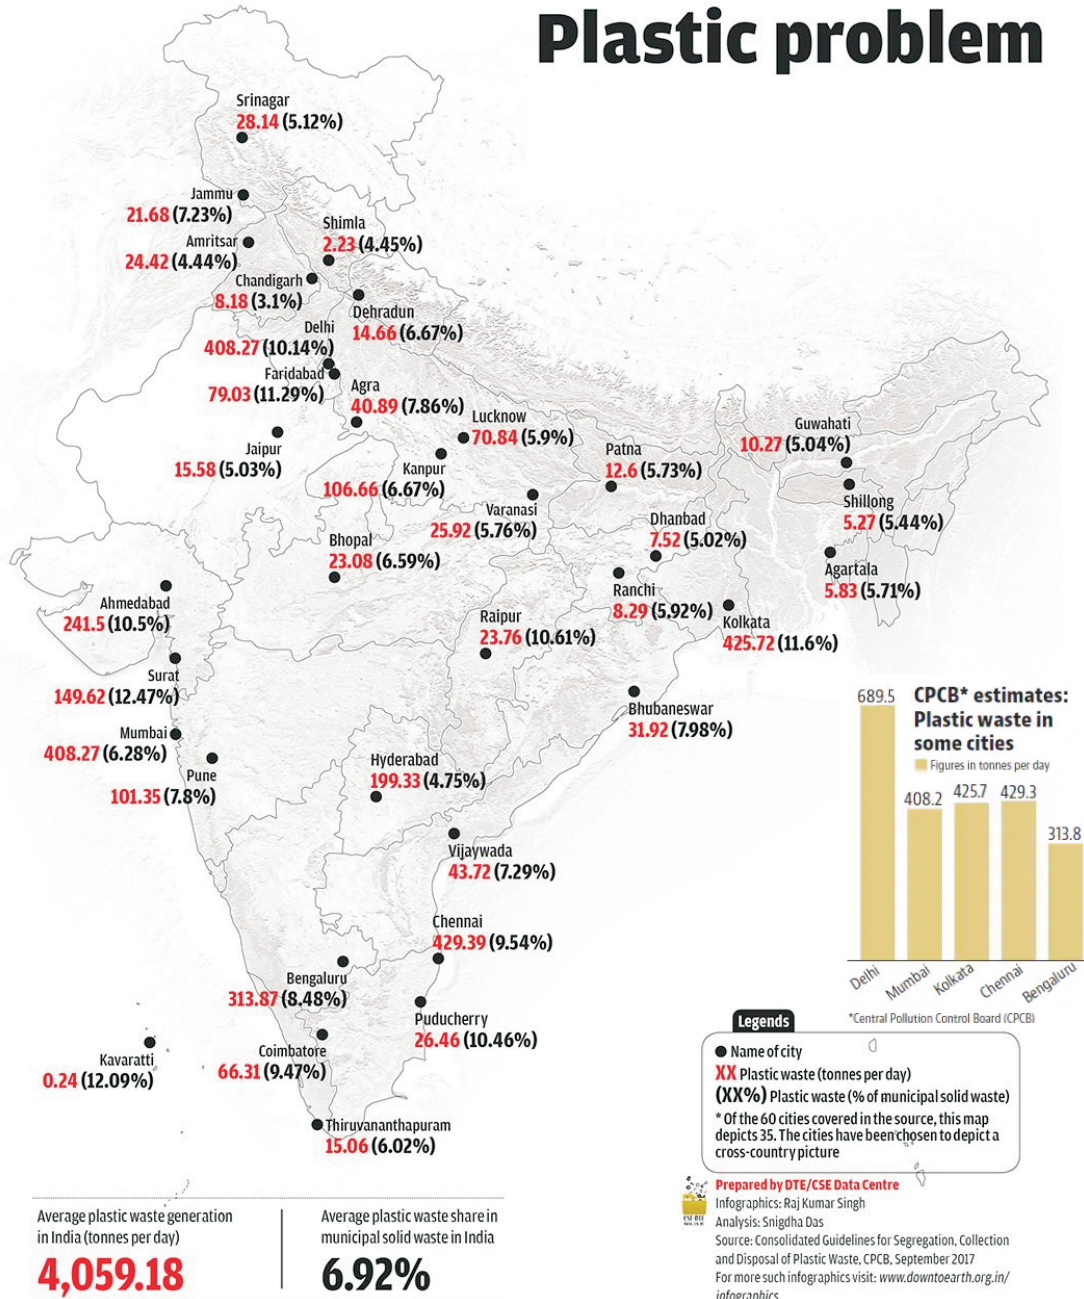 Plastic problem
Srinagar
28.14 (5.12%)
Jammu
21.68 (7.23%)
Shimla
2.23 (4.45%)
Amritsar
24.42 (4.44%)
Chandigarh
8.18 (3.1%)
Dehradun
14.66 (6.67%)
Delhi
408.27 (10.14%)
Faridabad
79.03 (11.29%)
Agra
40.89 (7.86%)
Lucknow
70.84 (5.9%)
Guwahati
10.27 (5.04%)
Jaipur
15.58 (5.03%)
Kanpur
106.66 (6.67%)
Patna
12.6 (5.73%)
Varanasi
25.92 (5.76%)
Shillong
5.27 (5.44%)
Dhanbad
7.52 (5.02%)
Bhopal
23.08 (6.59%)
Agartala
5.83 (5.71%)
Ranchi
8.29 (5.92%)
Ahmedabad
241.5 (10.5%)
Raipur
23.76 (10.61%)
Kolkata
425.72 (11.6%)
Surat
149.62 (12.47%)
Bhubaneswar
31.92 (7.98%)
Mumbai
408.27 (6.28%)
Pune
101.35 (7.8%)
Hyderabad
199.33 (4.75%)
Vijaywada
43.72 (7.29%)
Chennai
429.39 (9.54%)
Bengaluru
313.87 (8.48%)
Puducherry
26.46 (10.46%)
Coimbatore
66.31 (9.47%)
Kavaratti
0.24 (12.09%)
Thiruvananthapuram
15.06 (6.02%)
CPCB* estimates:
Plastic waste in
some cities
Figures in tonnes per day
689.5
408.2
425.7
429.3
313.8
Delhi
Mumbai
Kolkata
Chennai
Bengaluru
*Central Pollution Control Board (CPCB)
Legends
Name of city
XX Plastic waste (tonnes per day)
(XX%) Plastic waste (% of municipal solid waste)
* Of the 60 cities covered in the source, this map
depicts 35. The cities have been chosen to depict a
cross-country picture
Prepared by DTE/CSE Data Centre
Infographics: Raj Kumar Singh
Analysis: Snigdha Das
Source: Consolidated Guidelines for Segregation, Collection
and Disposal of Plastic Waste, CPCB, September 2017
For more such infographics visit: www.downtoearth.org.in/
infographics
Average plastic waste generation
in India (tonnes per day)
4,059.18
Average plastic waste share in
municipal solid waste in India
6.92%